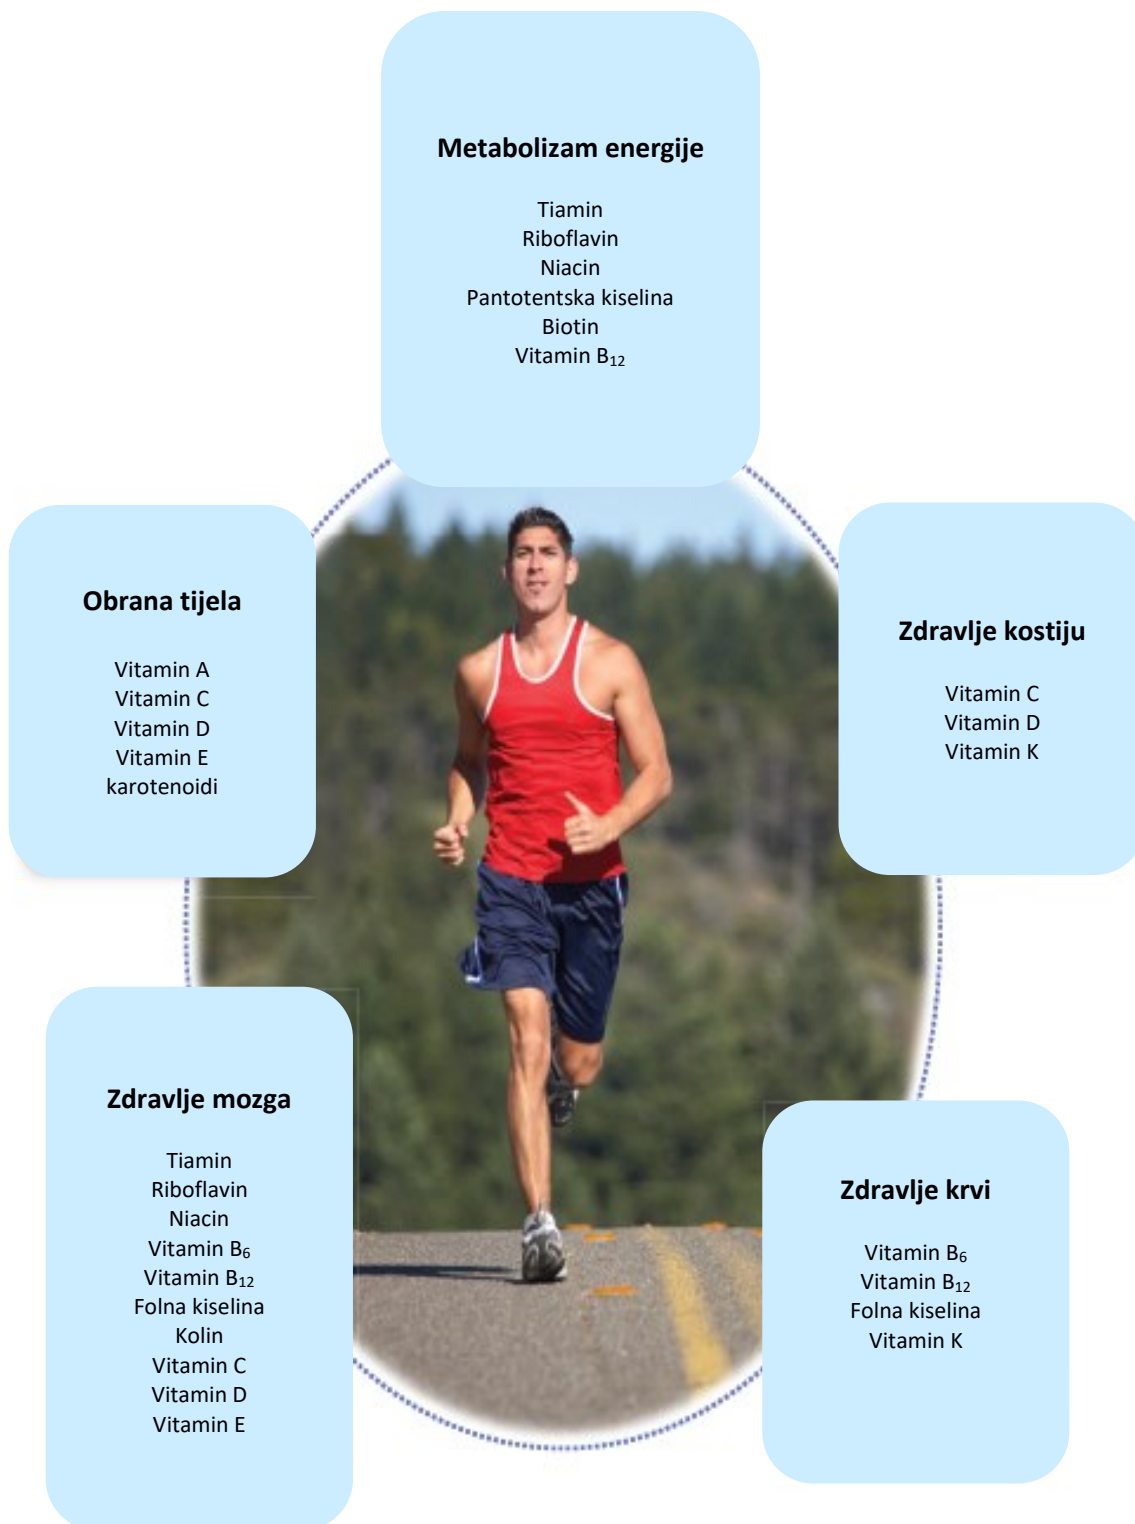 Metabolizam energije
Tiamin
Riboflavin
Niacin
Pantotentska kiselina
Biotin
Vitamin B₁₂
Obrana tijela
Vitamin A
Vitamin C
Vitamin D
Vitamin E
karotenoidi
Zdravlje kostiju
Vitamin C
Vitamin D
Vitamin K
Zdravlje mozga
Tiamin
Riboflavin
Niacin
Vitamin B₆
Vitamin B₁₂
Folna kiselina
Kolin
Vitamin C
Vitamin D
Vitamin E
Zdravlje krvi
Vitamin B₆
Vitamin B₁₂
Folna kiselina
Vitamin K